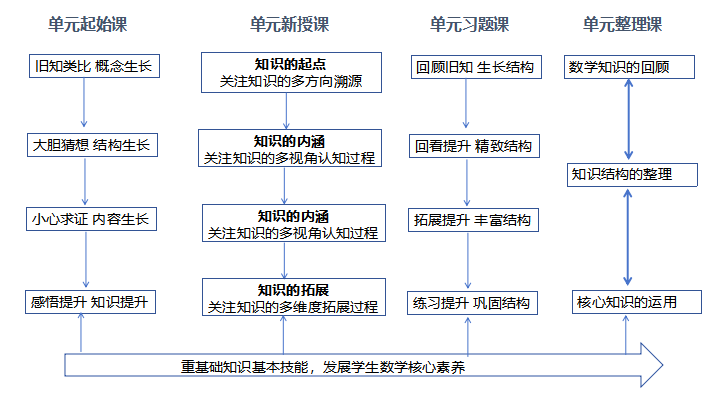 单元起始课
单元新授课
单元习题课
单元整理课
旧知类比 概念生长
大胆猜想 结构生长
小心求证 内容生长
感悟提升 知识提升
知识的起点
关注知识的多方向溯源
知识的内涵
关注知识的多视角认知过程
知识的内涵
关注知识的多视角认知过程
知识的拓展
关注知识的多维度拓展过程
回顾旧知 生长结构
回看提升 精致结构
拓展提升 丰富结构
练习提升 巩固结构
数学知识的回顾
知识结构的整理
核心知识的运用
重基础知识基本技能，发展学生数学核心素养